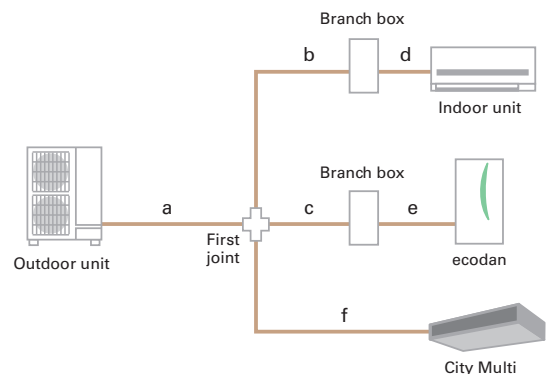 Branch box
b
d
Indoor unit
Branch box
a
c
e
First
joint
Outdoor unit
ecodan
f
City Multi